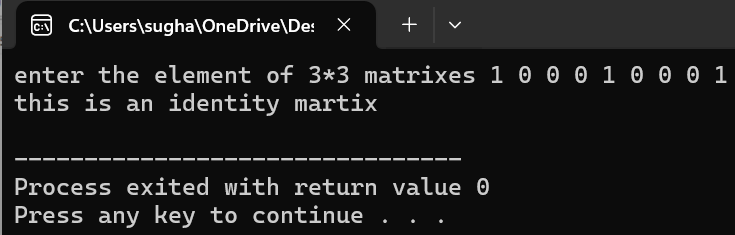 C:\Users\sugha\OneDrive\Des
enter the element of 3*3 matrixes 1 0 0 0 1 0 0 0 1
this is an identity martix
--------------------------------
Process exited with return value 0
Press any key to continue . . .